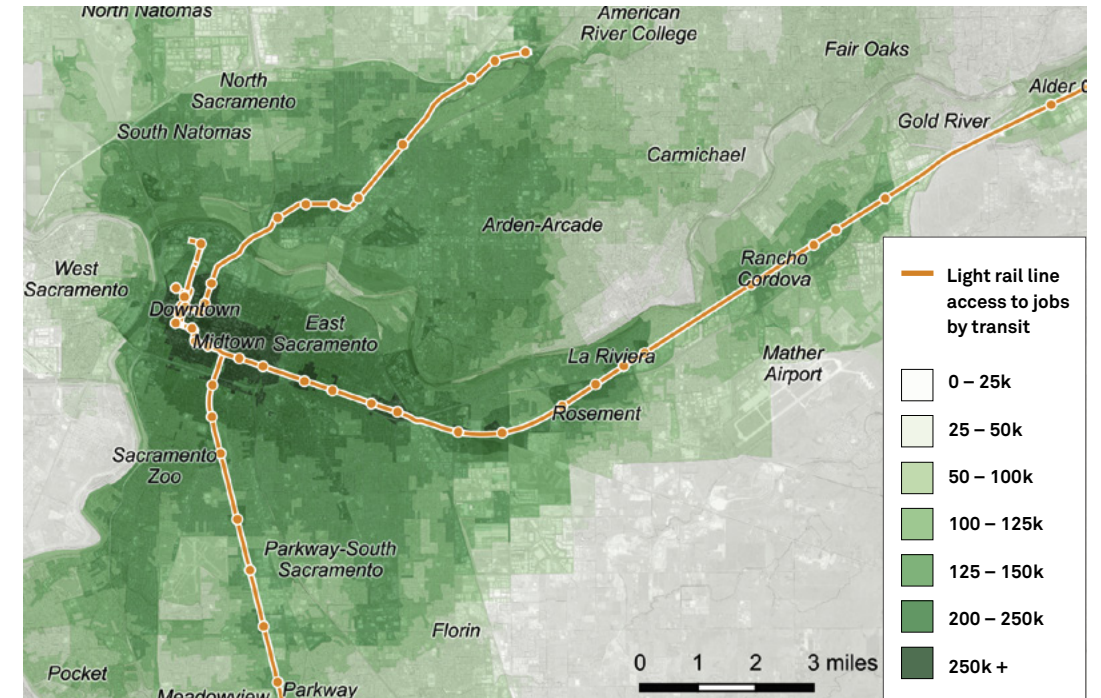 North Natomas
American
River College
Fair Oaks
North
Sacramento
Alder
Gold River
South Natomas
Carmichael
Arden-Arcade
West
Sacramento
Rancho
Cordova
Downtown
East
Midtown Sacramento
La Riviera
Mather
Airport
Rosement
Sacramento
Zoo
Parkway-South
Sacramento
Florin
Pocket
Meadowview
Parkway
0 1 2 3 miles
Light rail line
access to jobs
by transit
0 – 25k
25 – 50k
50 – 100k
100 – 125k
125 – 150k
200 – 250k
250k +